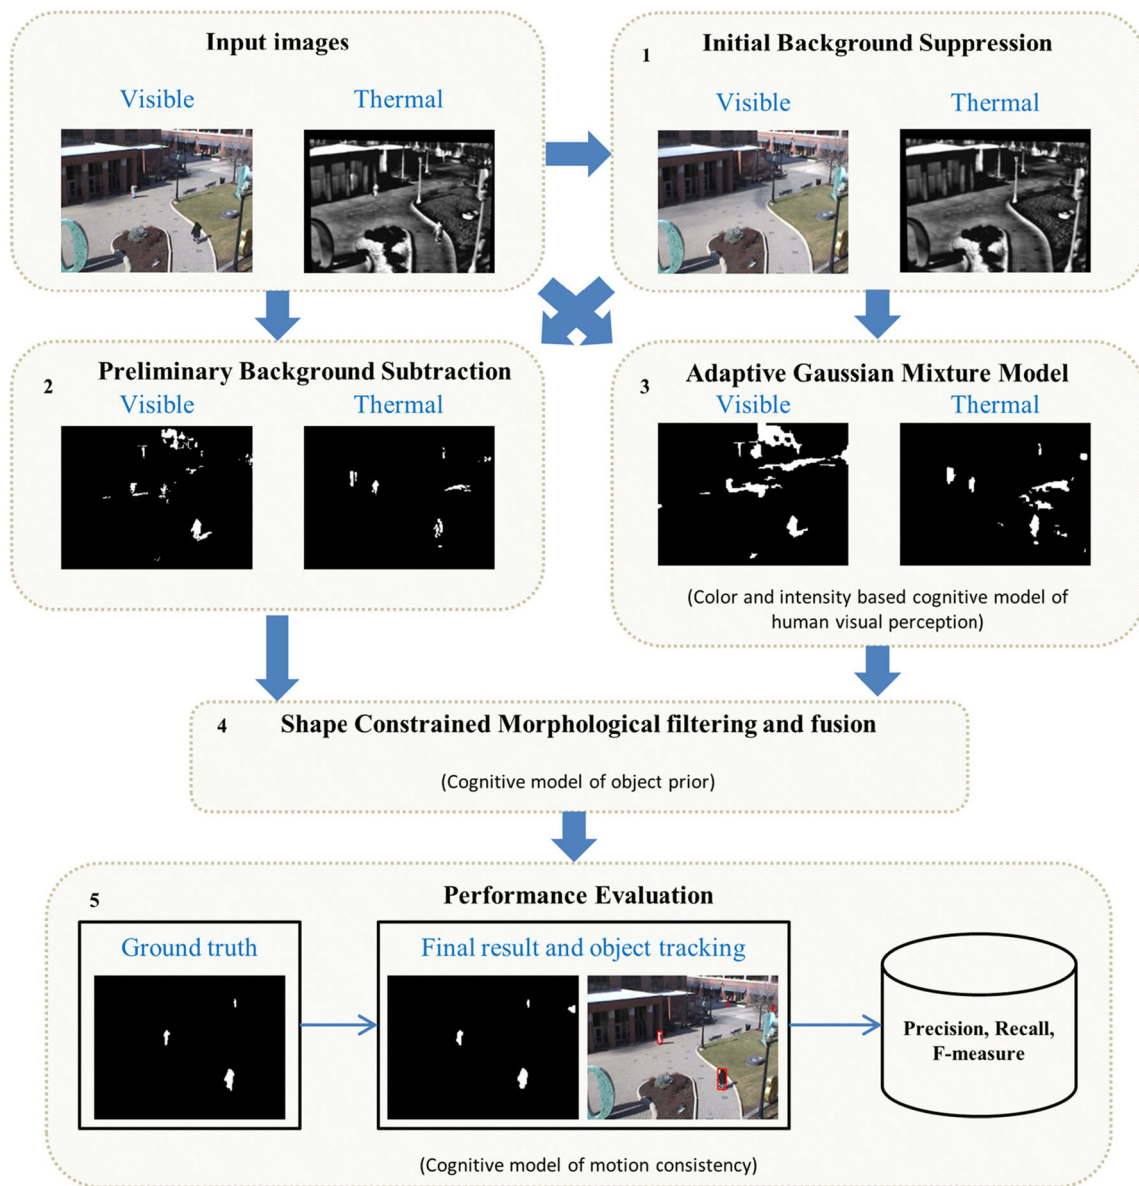 Input images
Visible
Thermal
1
Initial Background Suppression
Visible
Thermal
2
Preliminary Background Subtraction
Visible
Thermal
3
Adaptive Gaussian Mixture Model
Visible
Thermal
(Color and intensity based cognitive model of
human visual perception)
4
Shape Constrained Morphological filtering and fusion
(Cognitive model of object prior)
5
Performance Evaluation
Ground truth
Final result and object tracking
Precision, Recall,
F-measure
(Cognitive model of motion consistency)